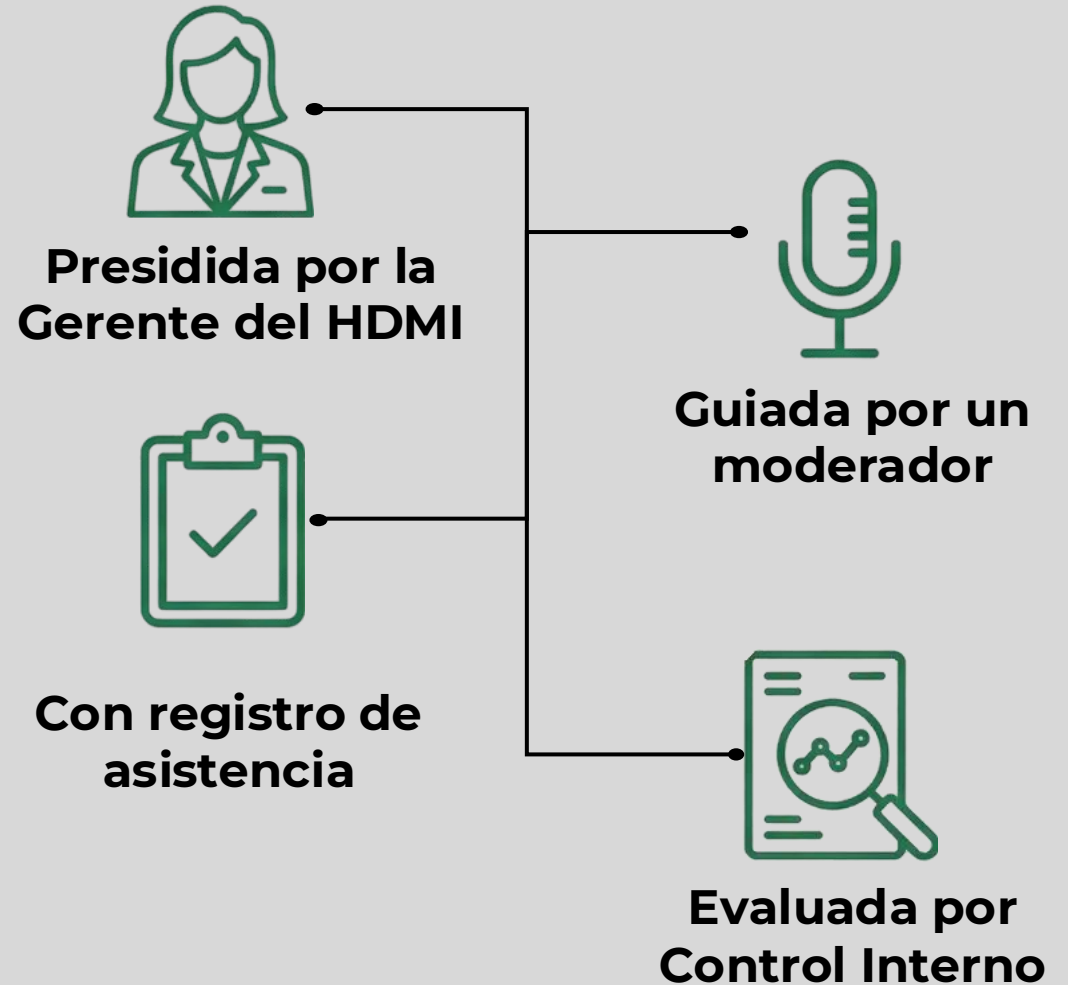 Presidida por la
Gerente del HDMI
Guiada por un
moderador
Con registro de
asistencia
Evaluada por
Control Interno